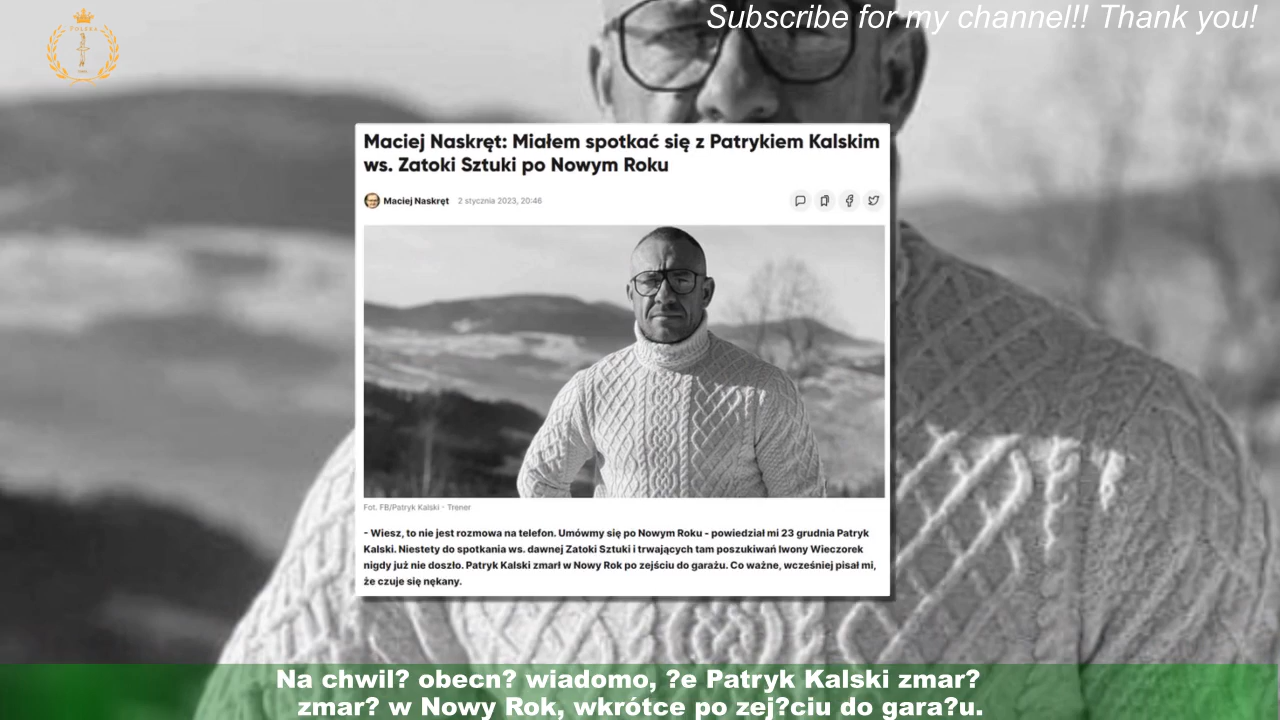 Subscribe for my channel!! Thank you!
POLSKA
Maciej Naskręt: Miałem spotkać się z Patrykiem Kalskim
ws. Zatoki Sztuki po Nowym Roku
Maciej Naskręt 2 stycznia 2023, 20:46
Fot. FB/Patryk Kalski - Trener
- Wiesz, to nie jest rozmowa na telefon. Umówmy się po Nowym Roku - powiedział mi 23 grudnia Patryk
Kalski. Niestety do spotkania ws. dawnej Zatoki Sztuki i trwających tam poszukiwań Iwony Wieczorek
nigdy już nie doszło. Patryk Kalski zmarł w Nowy Rok po zejściu do garażu. Co ważne, wcześniej pisał mi,
że czuje się nękany.
Na chwil? obecn? wiadomo, ?e Patryk Kalski zmar?
zmar? w Nowy Rok, wkrótce po zej?ciu do gara?u.